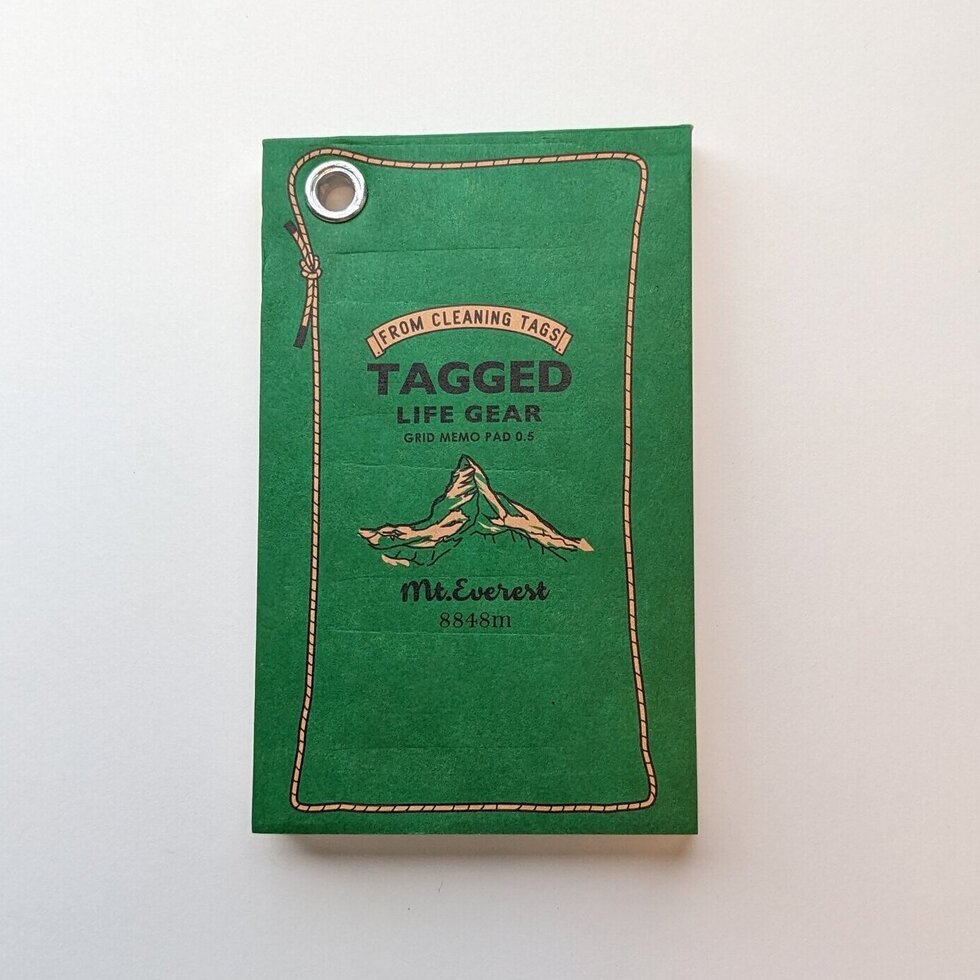 FROM CLEANING TAGS
TAGGED
LIFE GEAR
GRID MEMO PAD 0.5
Mt.Everest
8848m